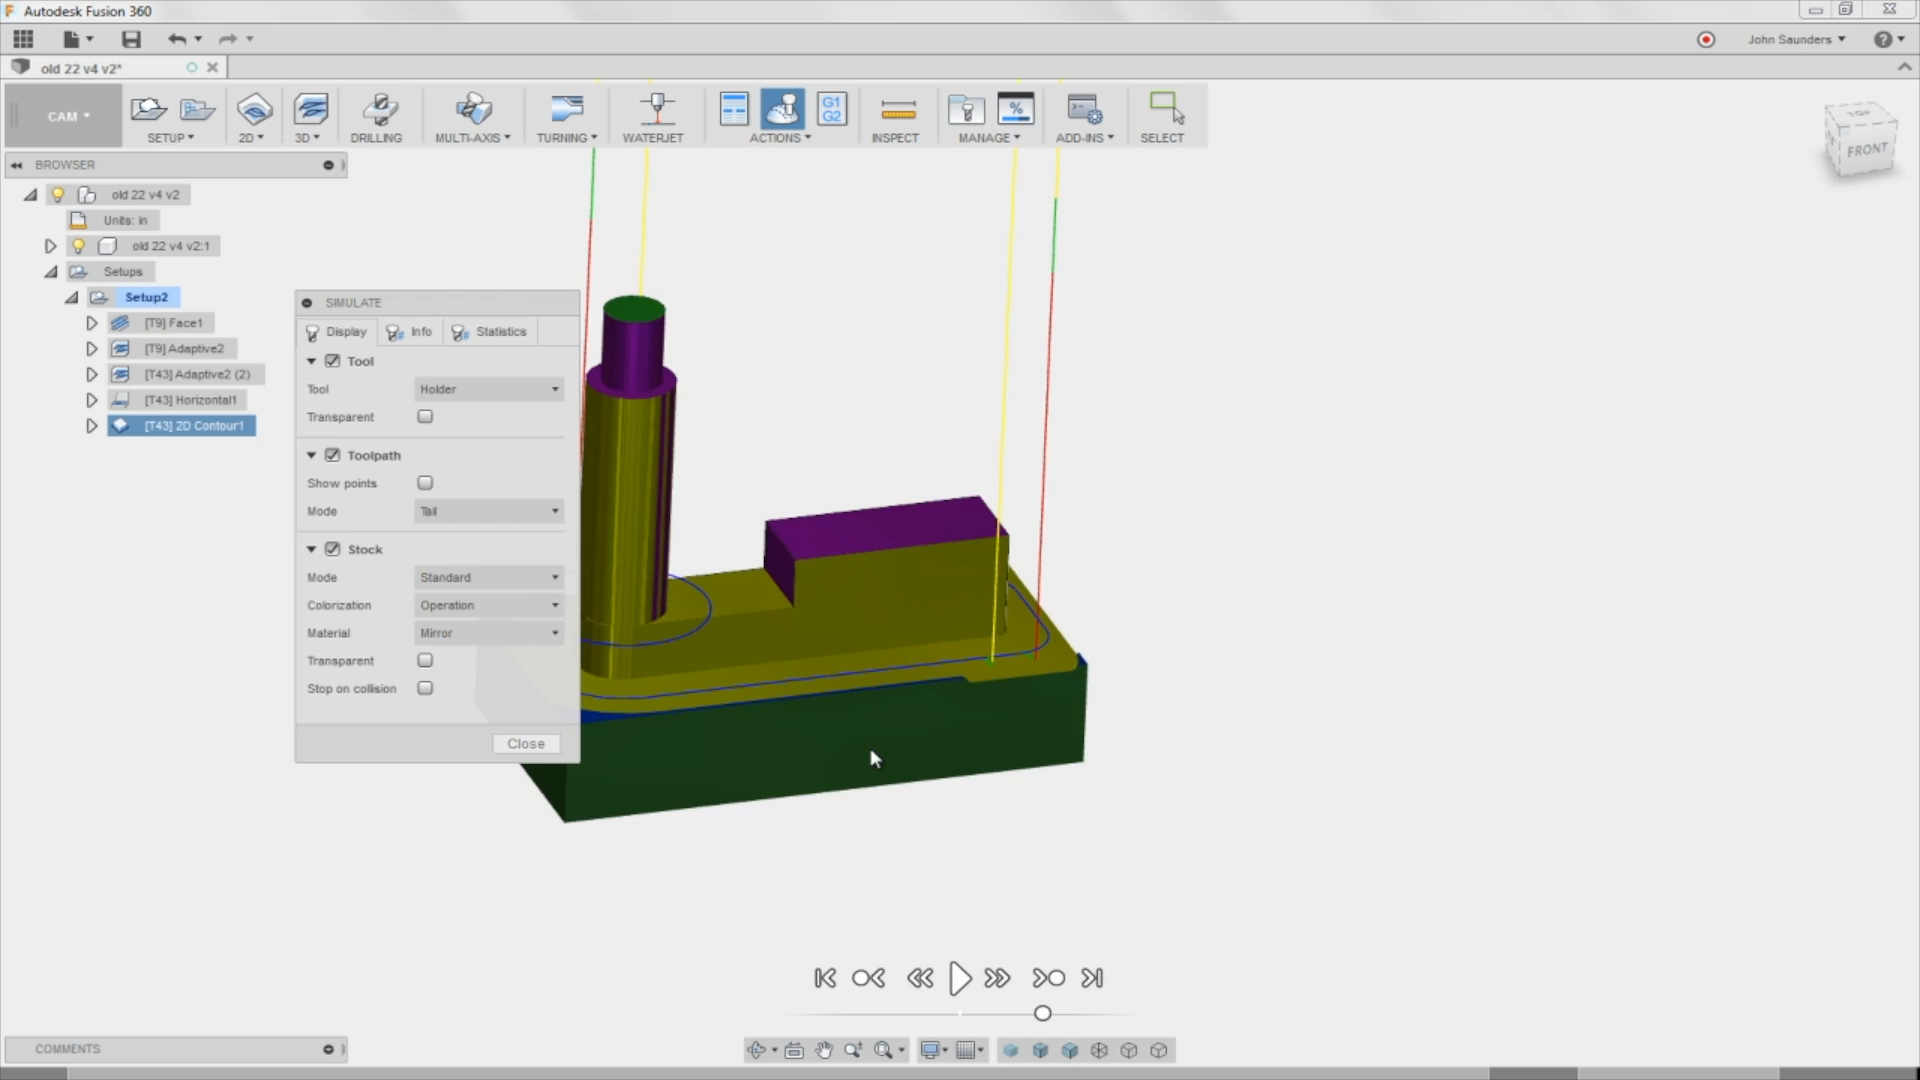 Autodesk Fusion 360
John Saunders
old 22 v4 v2*
CAM
SETUP
2D
3D
DRILLING
MULTI-AXIS
TURNING
WATERJET
G1
G2
ACTIONS
INSPECT
%
MANAGE
ADD-INS
SELECT
TOP
FRONT
BROWSER
old 22 v4 v2
Units: in
old 22 v4 v2:1
Setups
Setup2
[T9] Face1
[T9] Adaptive2
[T43] Adaptive2 (2)
[T43] Horizontal1
[T43] 2D Contour1
SIMULATE
Display
Info
Statistics
Tool
Tool
Holder
Transparent
Toolpath
Show points
Mode
Tail
Stock
Mode
Standard
Colorization
Operation
Material
Mirror
Transparent
Stop on collision
Close
COMMENTS